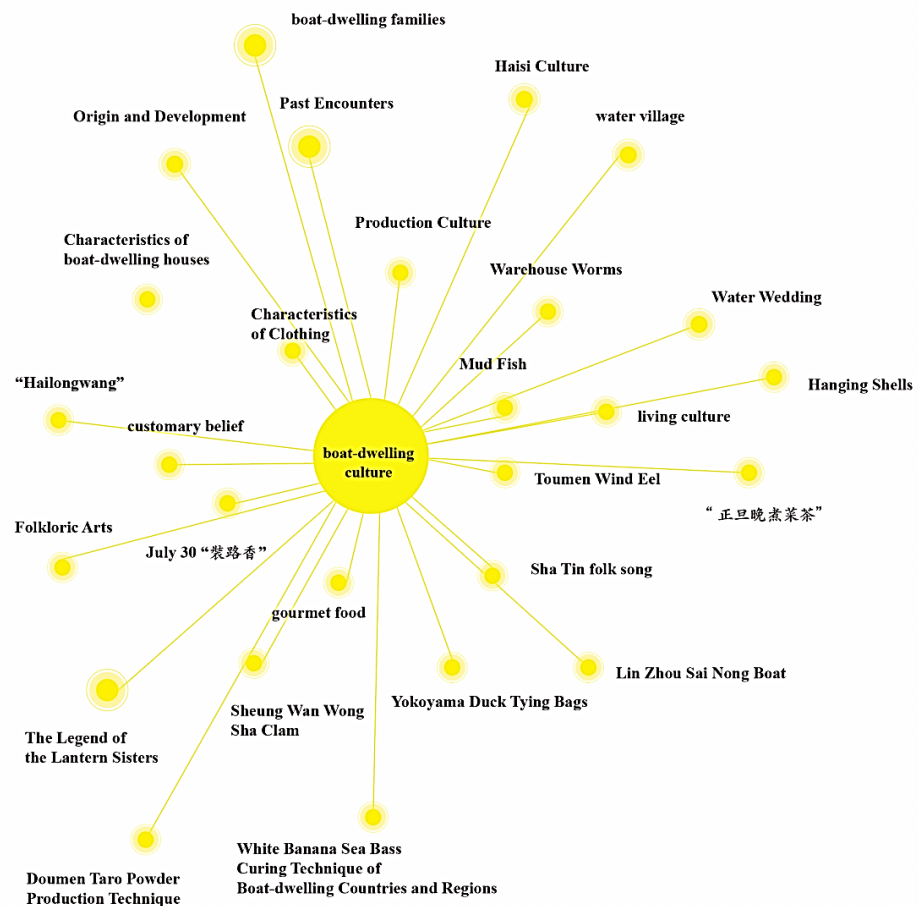 boat-dwelling families
Haisi Culture
Past Encounters
Origin and Development
water village
Production Culture
Characteristics of
boat-dwelling houses
Warehouse Worms
Water Wedding
Characteristics
of Clothing
Mud Fish
“Hailongwang”
Hanging Shells
living culture
customary belief
boat-dwelling
culture
Toumen Wind Eel
“正旦晚煮菜茶”
Folkloric Arts
July 30 “装路香”
Sha Tin folk song
gourmet food
Lin Zhou Sai Nong Boat
Yokoyama Duck Tying Bags
Sheung Wan Wong
Sha Clam
The Legend of
the Lantern Sisters
White Banana Sea Bass
Curing Technique of
Boat-dwelling Countries and Regions
Doumen Taro Powder
Production Technique